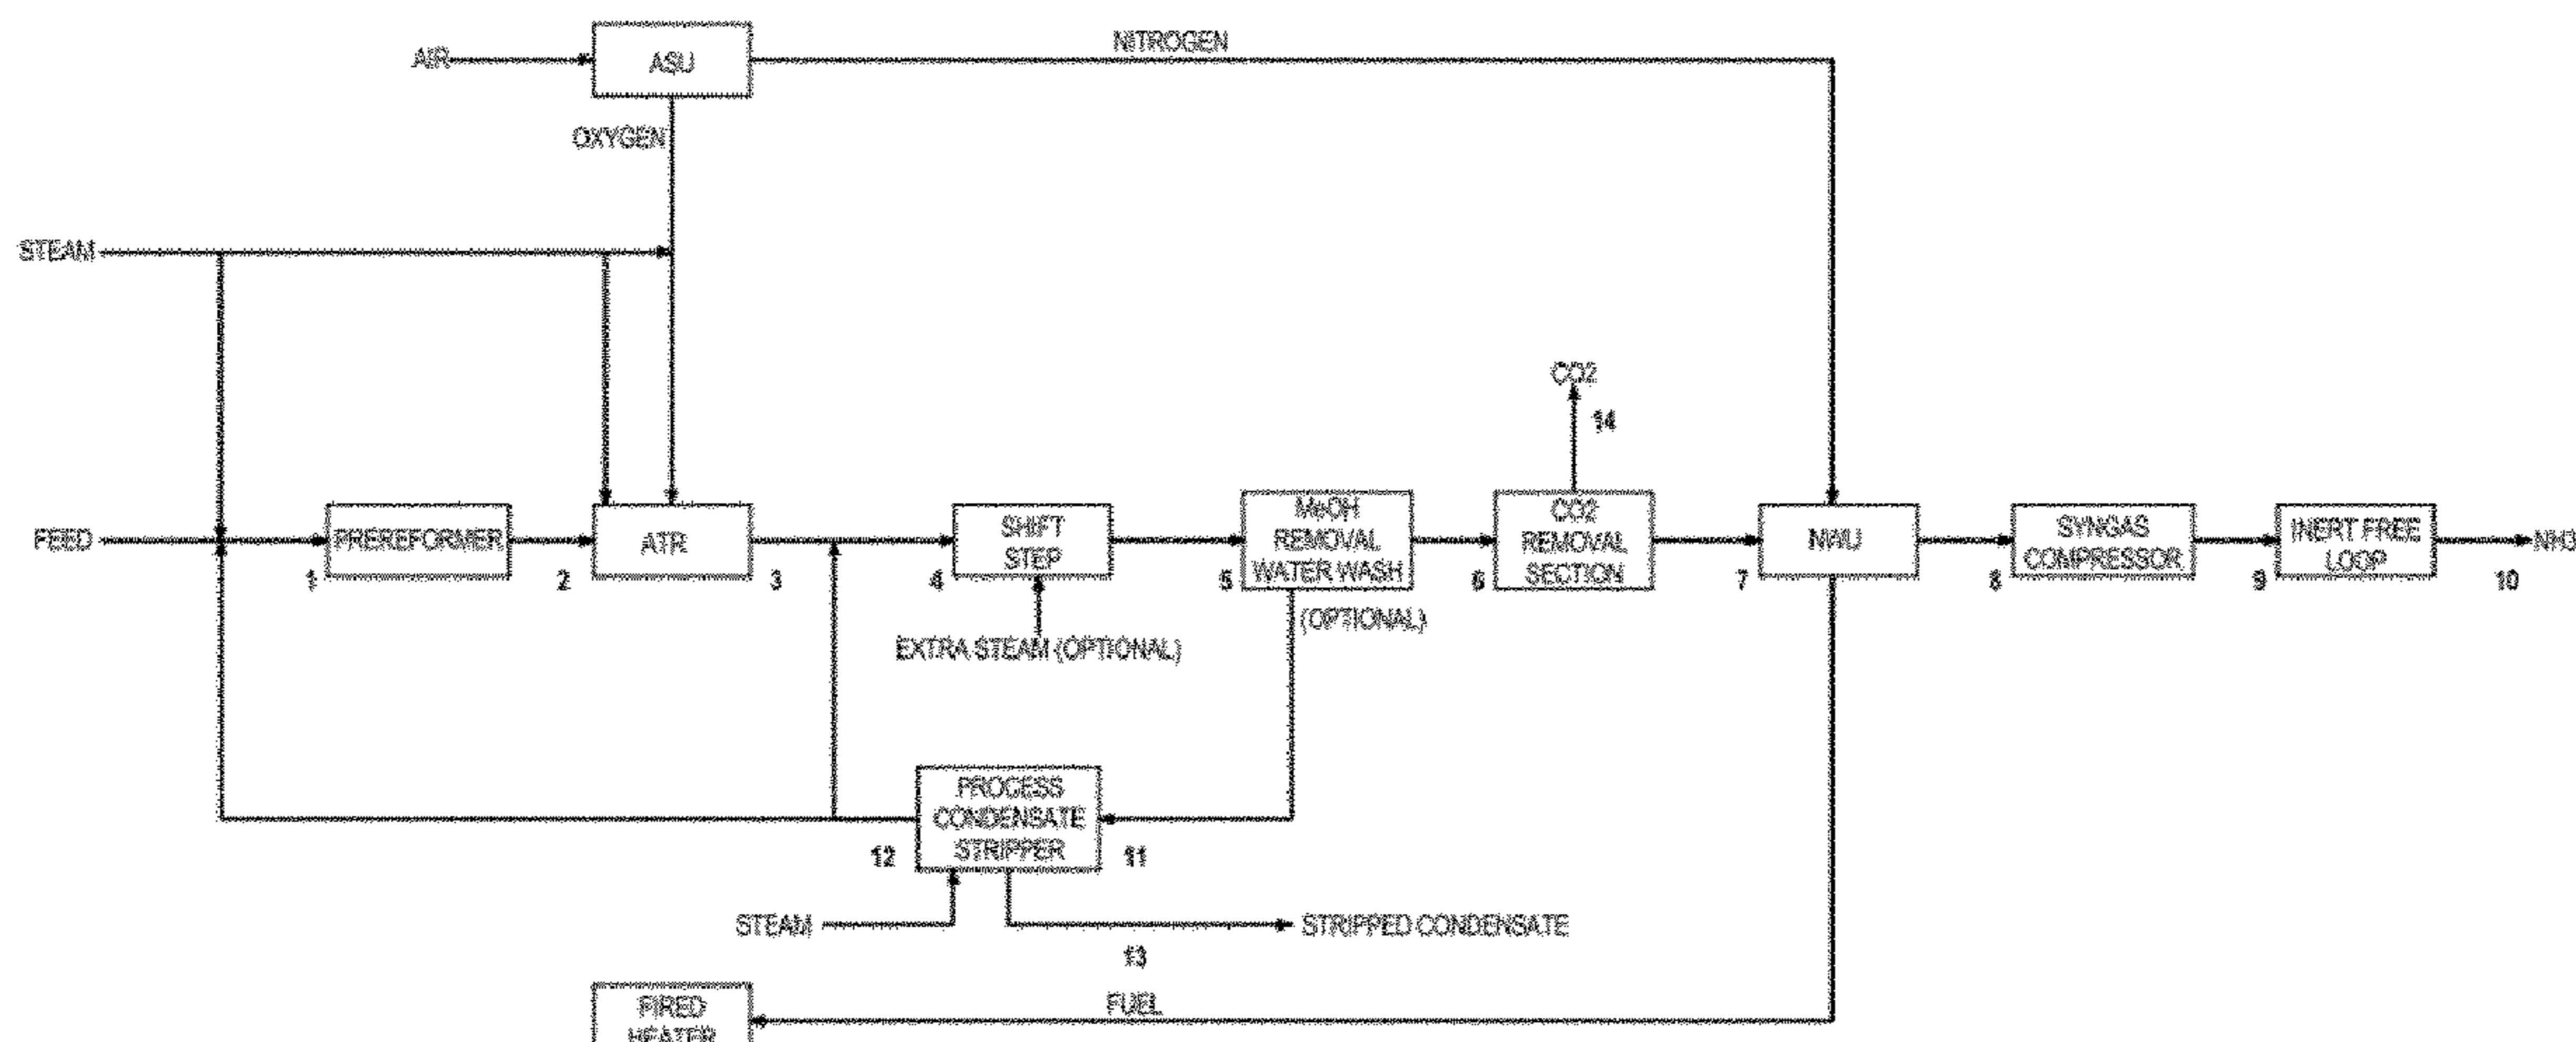 AIR
ASU
NITROGEN
OXYGEN
STEAM
CO2
14
FEED
PREREFORMER
ATR
SHIFT
STEP
MeOH
REMOVAL
WATER WASH
(OPTIONAL)
CO2
REMOVAL
SECTION
NWU
SYNGAS
COMPRESSOR
INERT FREE
LOOP
NH3
1
2
3
4
5
6
7
8
9
10
EXTRA STEAM (OPTIONAL)
PROCESS
CONDENSATE
STRIPPER
12
11
STEAM
STRIPPED CONDENSATE
13
FIRED
HEATER
FUEL